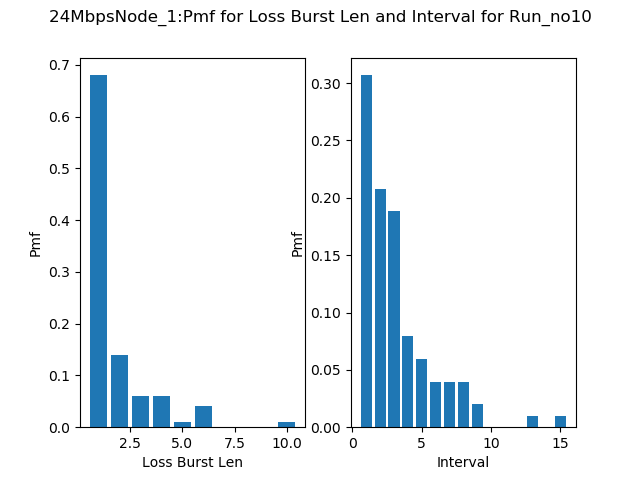 24MbpsNode_1:Pmf for Loss Burst Len and Interval for Run_no10
0.7
0.6
0.5
0.4
0.3
0.2
0.1
0.0
Pmf
2.5 5.0 7.5 10.0
Loss Burst Len
0.30
0.25
0.20
0.15
0.10
0.05
0.00
Pmf
0 5 10 15
Interval